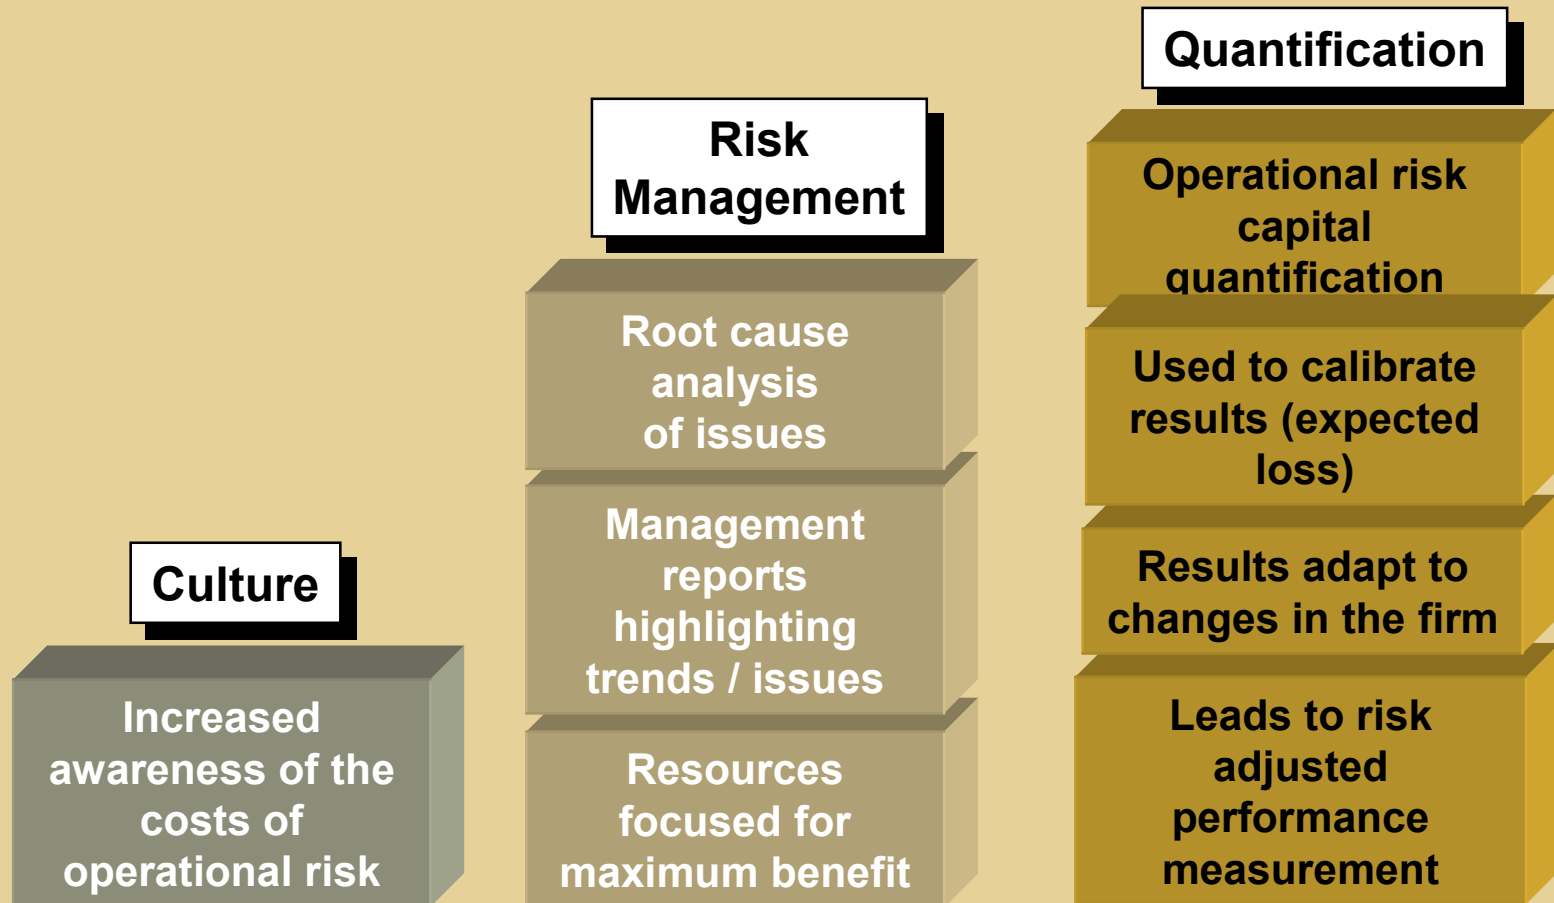 Culture
Increased
awareness of the
costs of
operational risk
Risk
Management
Root cause
analysis
of issues
Management
reports
highlighting
trends / issues
Resources
focused for
maximum benefit
Quantification
Operational risk
capital
quantification
Used to calibrate
results (expected
loss)
Results adapt to
changes in the firm
Leads to risk
adjusted
performance
measurement